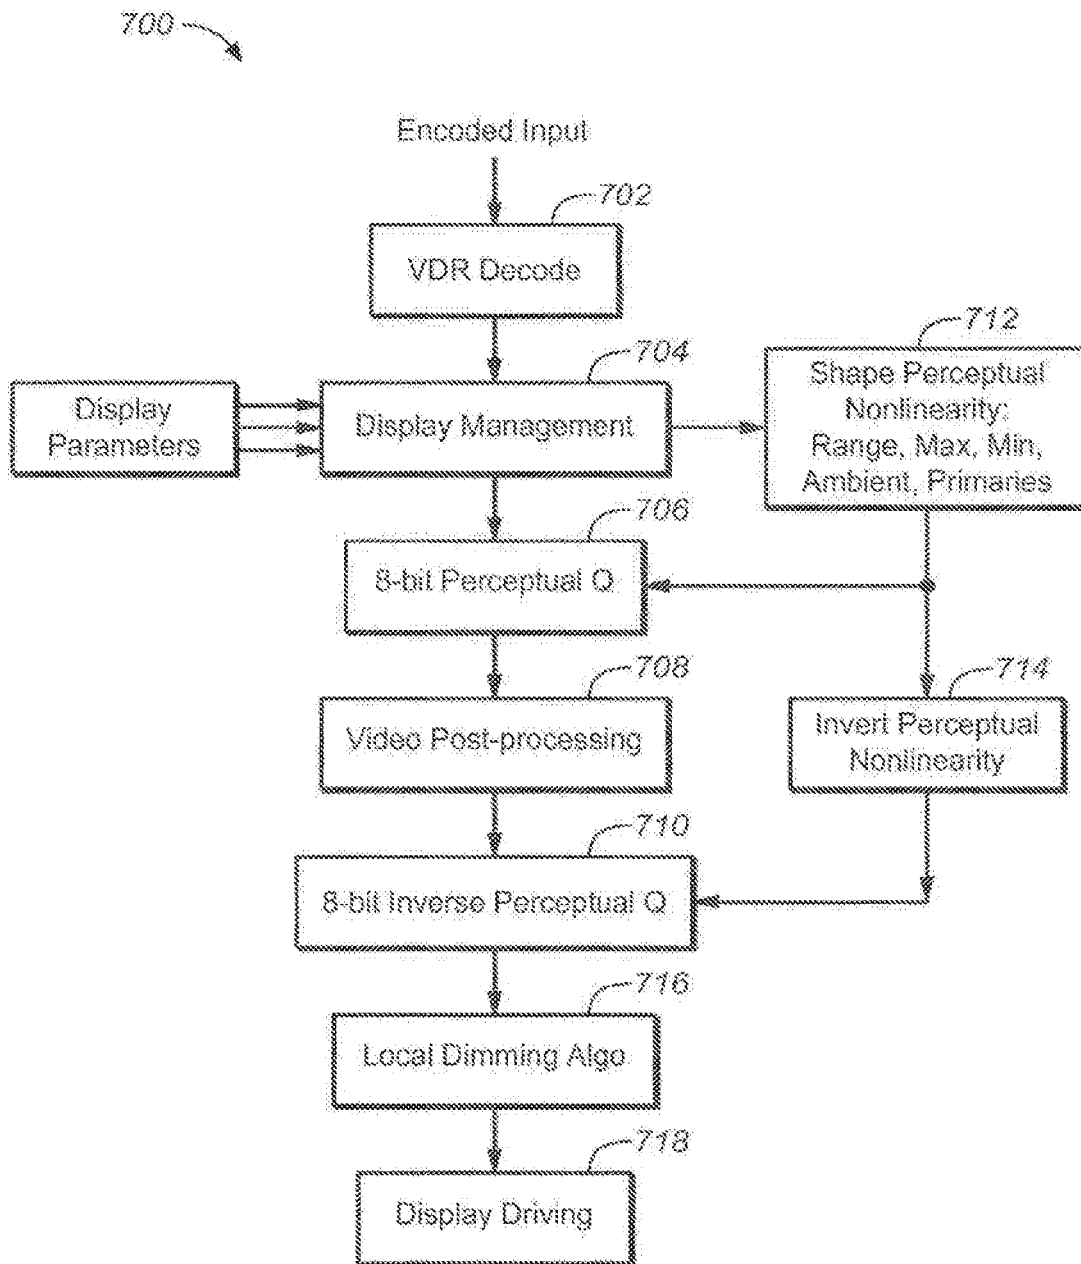 700
Encoded Input
702
VDR Decode
704
712
Display
Parameters
Display Management
Shape Perceptual
Nonlinearity:
Range, Max, Min,
Ambient, Primaries
706
8-bit Perceptual Q
708
714
Video Post-processing
Invert Perceptual
Nonlinearity
710
8-bit Inverse Perceptual Q
716
Local Dimming Algo
718
Display Driving